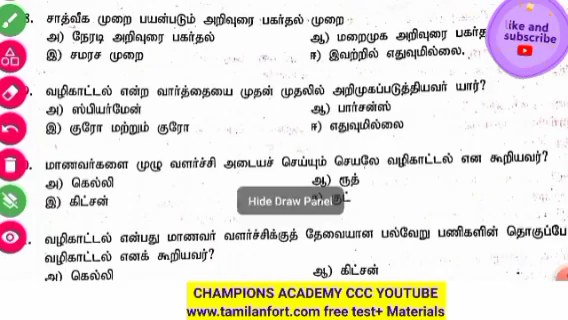 8. சாத்வீக முறை பயன்படும் அறிவுரை பகர்தல் முறை
அ) நேரடி அறிவுரை பகர்தல் ஆ) மறைமுக அறிவுரை பகர்த
இ) சமரச முறை ஈ) இவற்றில் எதுவுமில்லை.
like and
subscribe
. வழிகாட்டல் என்ற வார்த்தையை முதன் முதலில் அறிமுகப்படுத்தியவர் யார்?
அ) ஸ்பியர்மேன் ஆ) பார்சன்ஸ்
இ) குரோ மற்றும் குரோ ஈ) எதுவுமில்லை
. மாணவர்களை முழு வளர்ச்சி அடையச் செய்யும் செயலே வழிகாட்டல் என கூறியவர்?
அ) கெல்லி ஆ) ரூத்
இ) கிட்சன்
Hide Draw Panel
. வழிகாட்டல் என்பது மாணவர் வளர்ச்சிக்குத் தேவையான பல்வேறு பணிகளின் தொகுப்பே
வழிகாட்டல் எனக் கூறியவர்?
அ) கெல்லி ஆ) கிட்சன்
CHAMPIONS ACADEMY CCC YOUTUBE
www.tamilanfort.com free test+ Materials